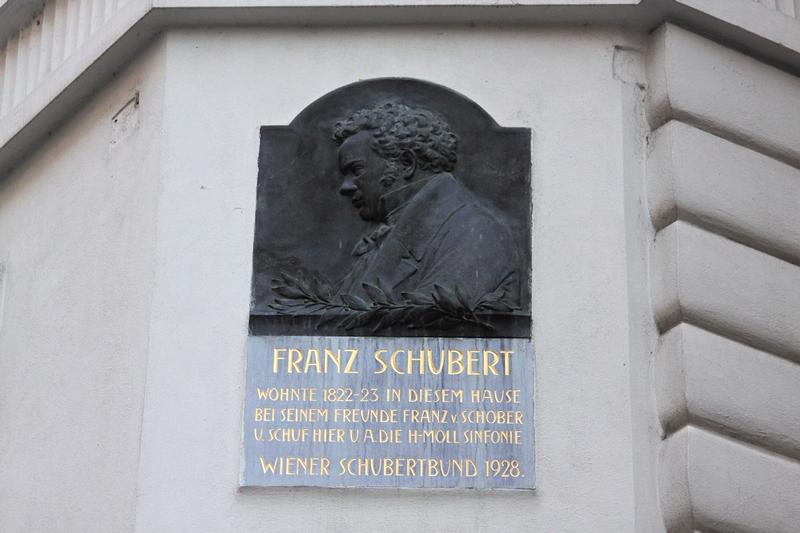 FRANZ SCHUBERT
WOHNTE 1822-23 IN DIESEM HAUSE
BEI SEINEM FREUNDE FRANZ v. SCHOBER
U. SCHUF HIER U. A. DIE H-MOLL SINFONIE
WIENER SCHUBERTBUND 1928.